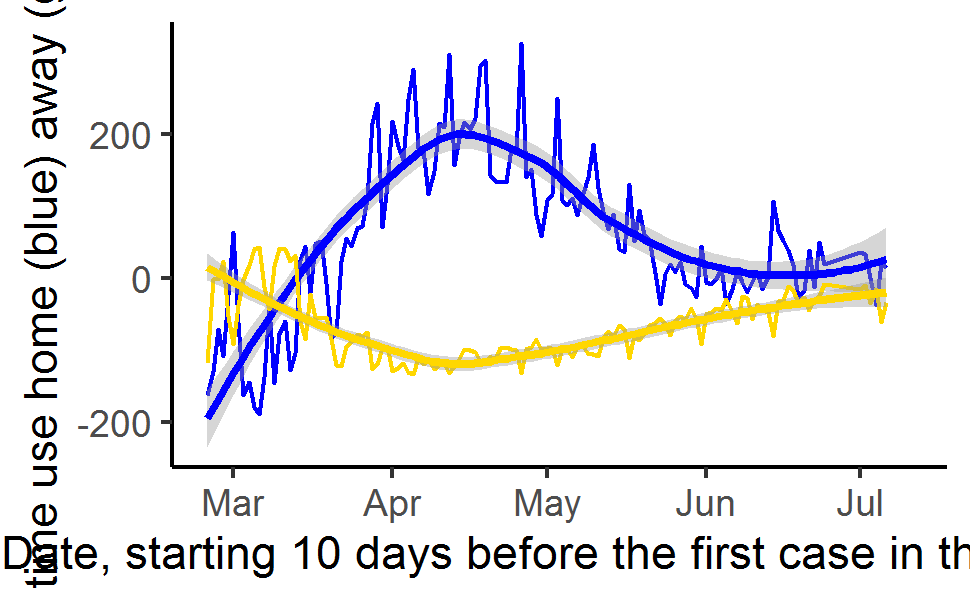 time use home (blue) away (
200
0
-200
Mar Apr May Jun Jul
Date, starting 10 days before the first case in th